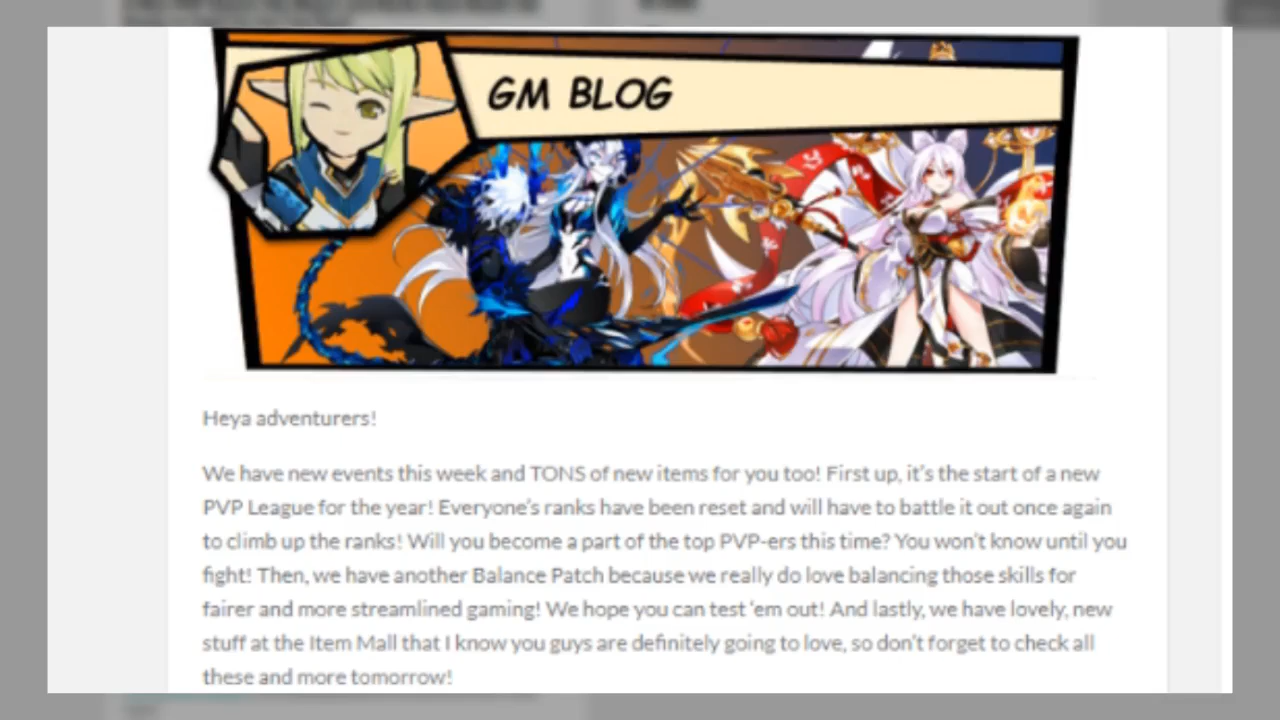 GM BLOG
Heya adventurers!
We have new events this week and TONS of new items for you too! First up, it's the start of a new
PVP League for the year! Everyone's ranks have been reset and will have to battle it out once again
to climb up the ranks! Will you become a part of the top PVP-ers this time? You won't know until you
fight! Then, we have another Balance Patch because we really do love balancing those skills for
fairer and more streamlined gaming! We hope you can test ‘em out! And lastly, we have lovely, new
stuff at the Item Mall that I know you guys are definitely going to love, so don't forget to check all
these and more tomorrow!